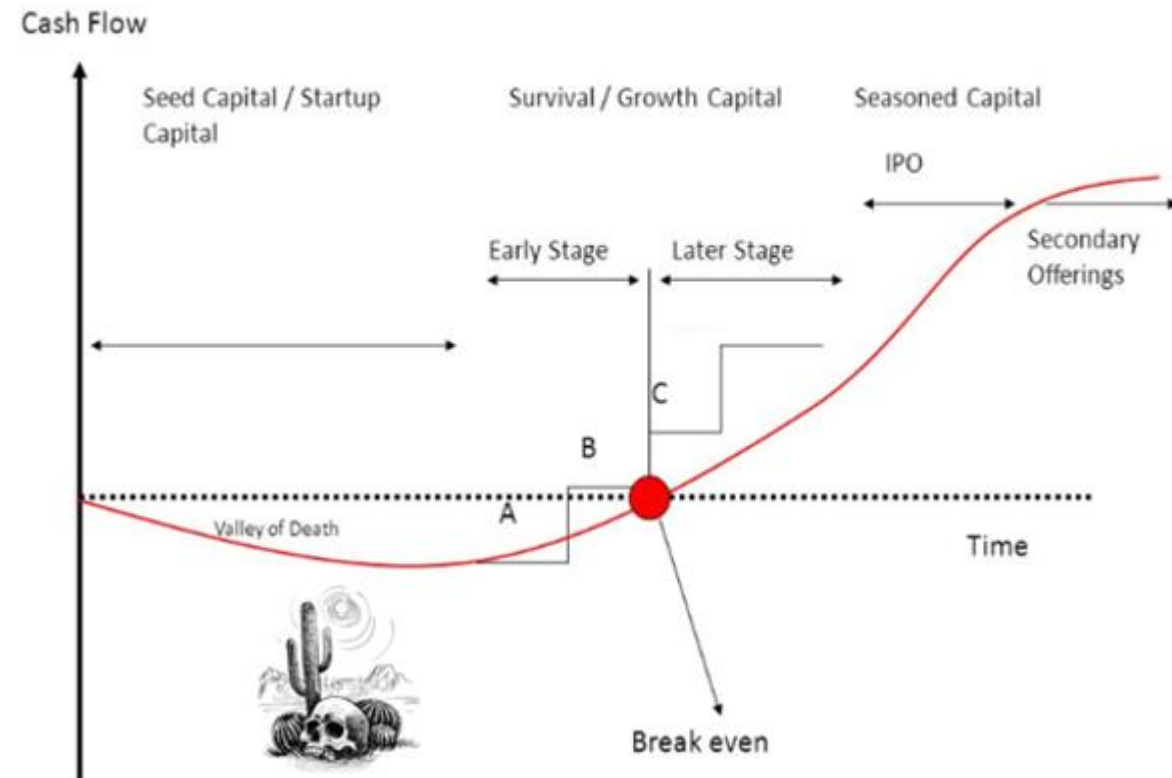 Cash Flow
Seed Capital / Startup
Capital
Survival / Growth Capital
Seasoned Capital
IPO
Early Stage
Later Stage
Secondary
Offerings
C
B
A
Valley of Death
Time
Break even